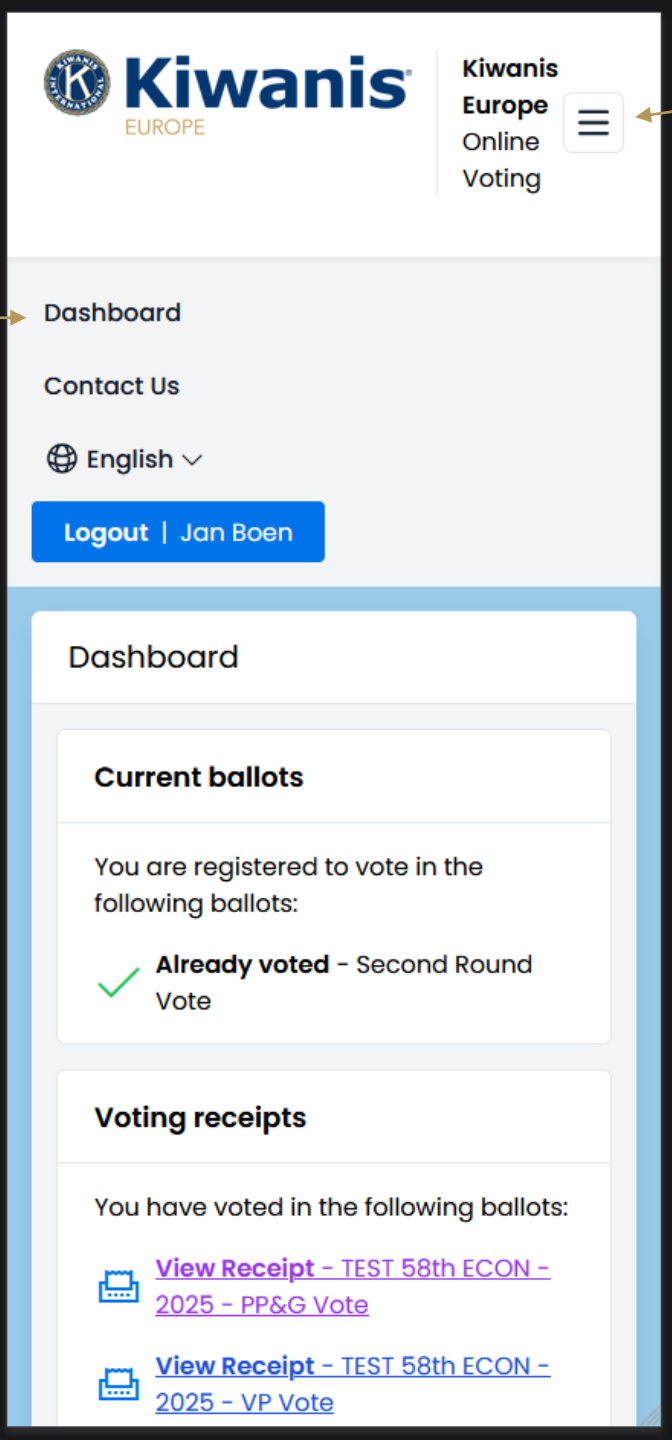 Kiwanis
EUROPE
Kiwanis
Europe
Online
Voting
Dashboard
Contact Us
English
Logout | Jan Boen
Dashboard
Current ballots
You are registered to vote in the
following ballots:
Already voted - Second Round
Vote
Voting receipts
You have voted in the following ballots:
View Receipt - TEST 58th ECON -
2025 - PP&G Vote
View Receipt - TEST 58th ECON -
2025 - VP Vote